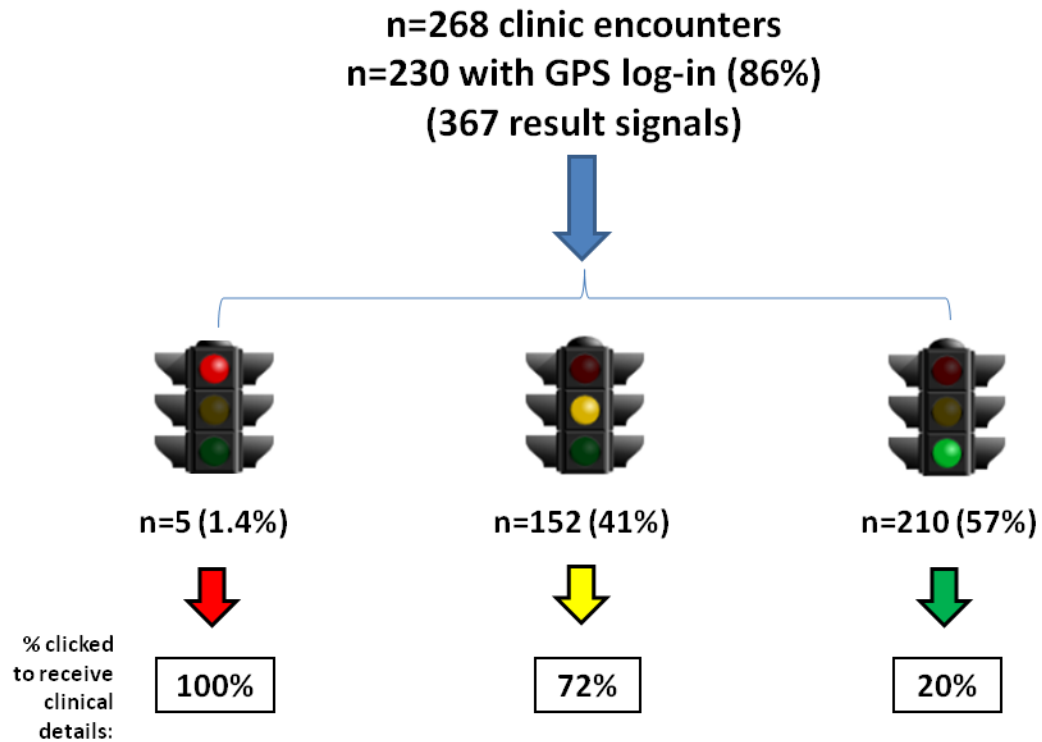 n=268 clinic encounters
n=230 with GPS log-in (86%)
(367 result signals)
n=5 (1.4%)
n=152 (41%)
n=210 (57%)
% clicked
to receive
clinical
details:
100%
72%
20%